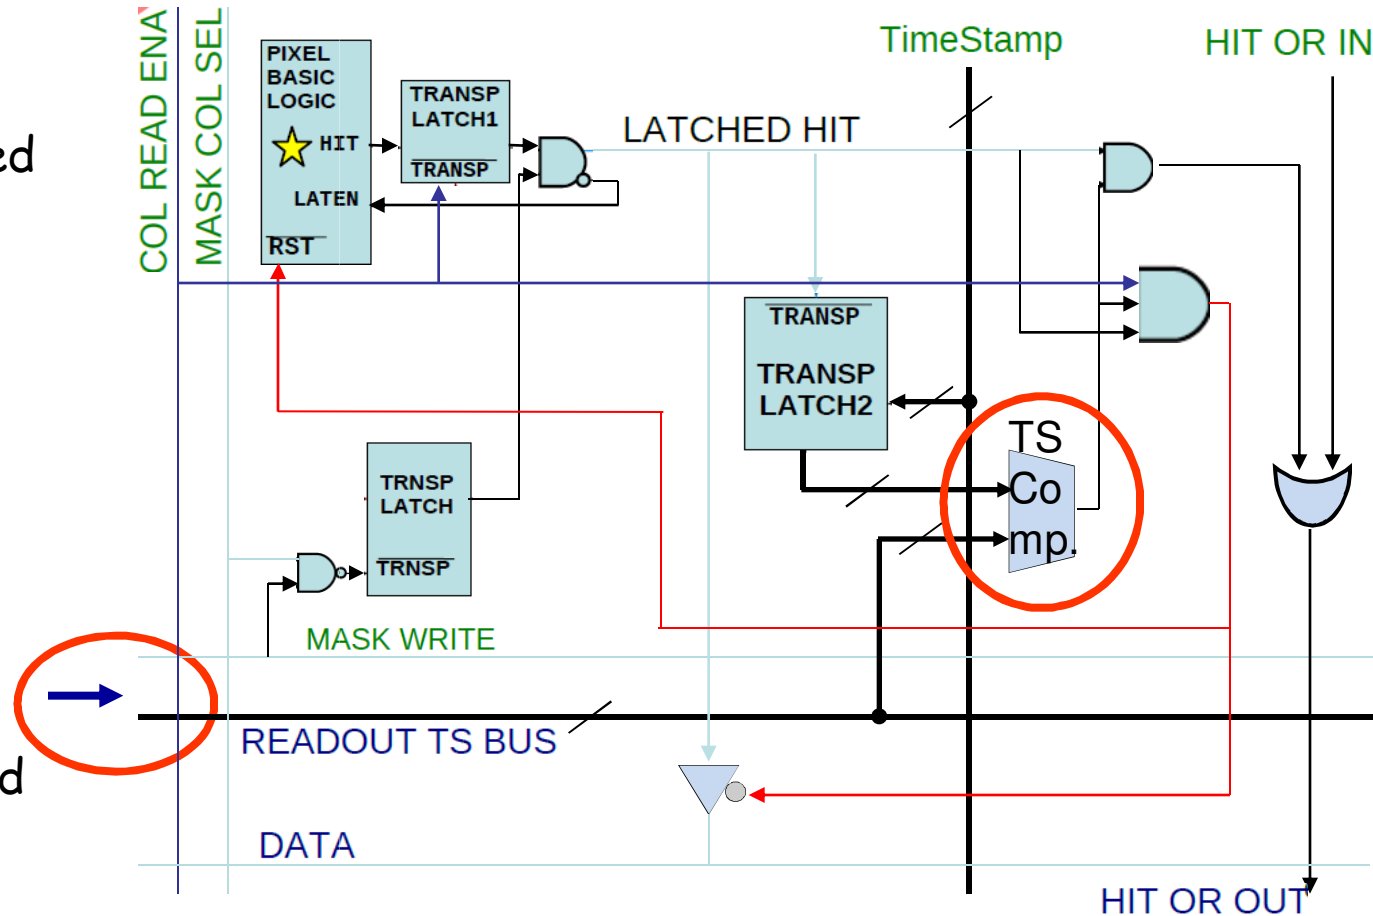 COL READ ENA
MASK COL SEL
TimeStamp
HIT OR IN
PIXEL
BASIC
LOGIC
HIT
LATEN
RST
TRANSP
LATCH1
TRANSP
LATCHED HIT
ed
TRANSP
TRANSP
LATCH2
TS
Co
mp.
TRNSP
LATCH
TRNSP
MASK WRITE
READOUT TS BUS
d
DATA
HIT OR OUT